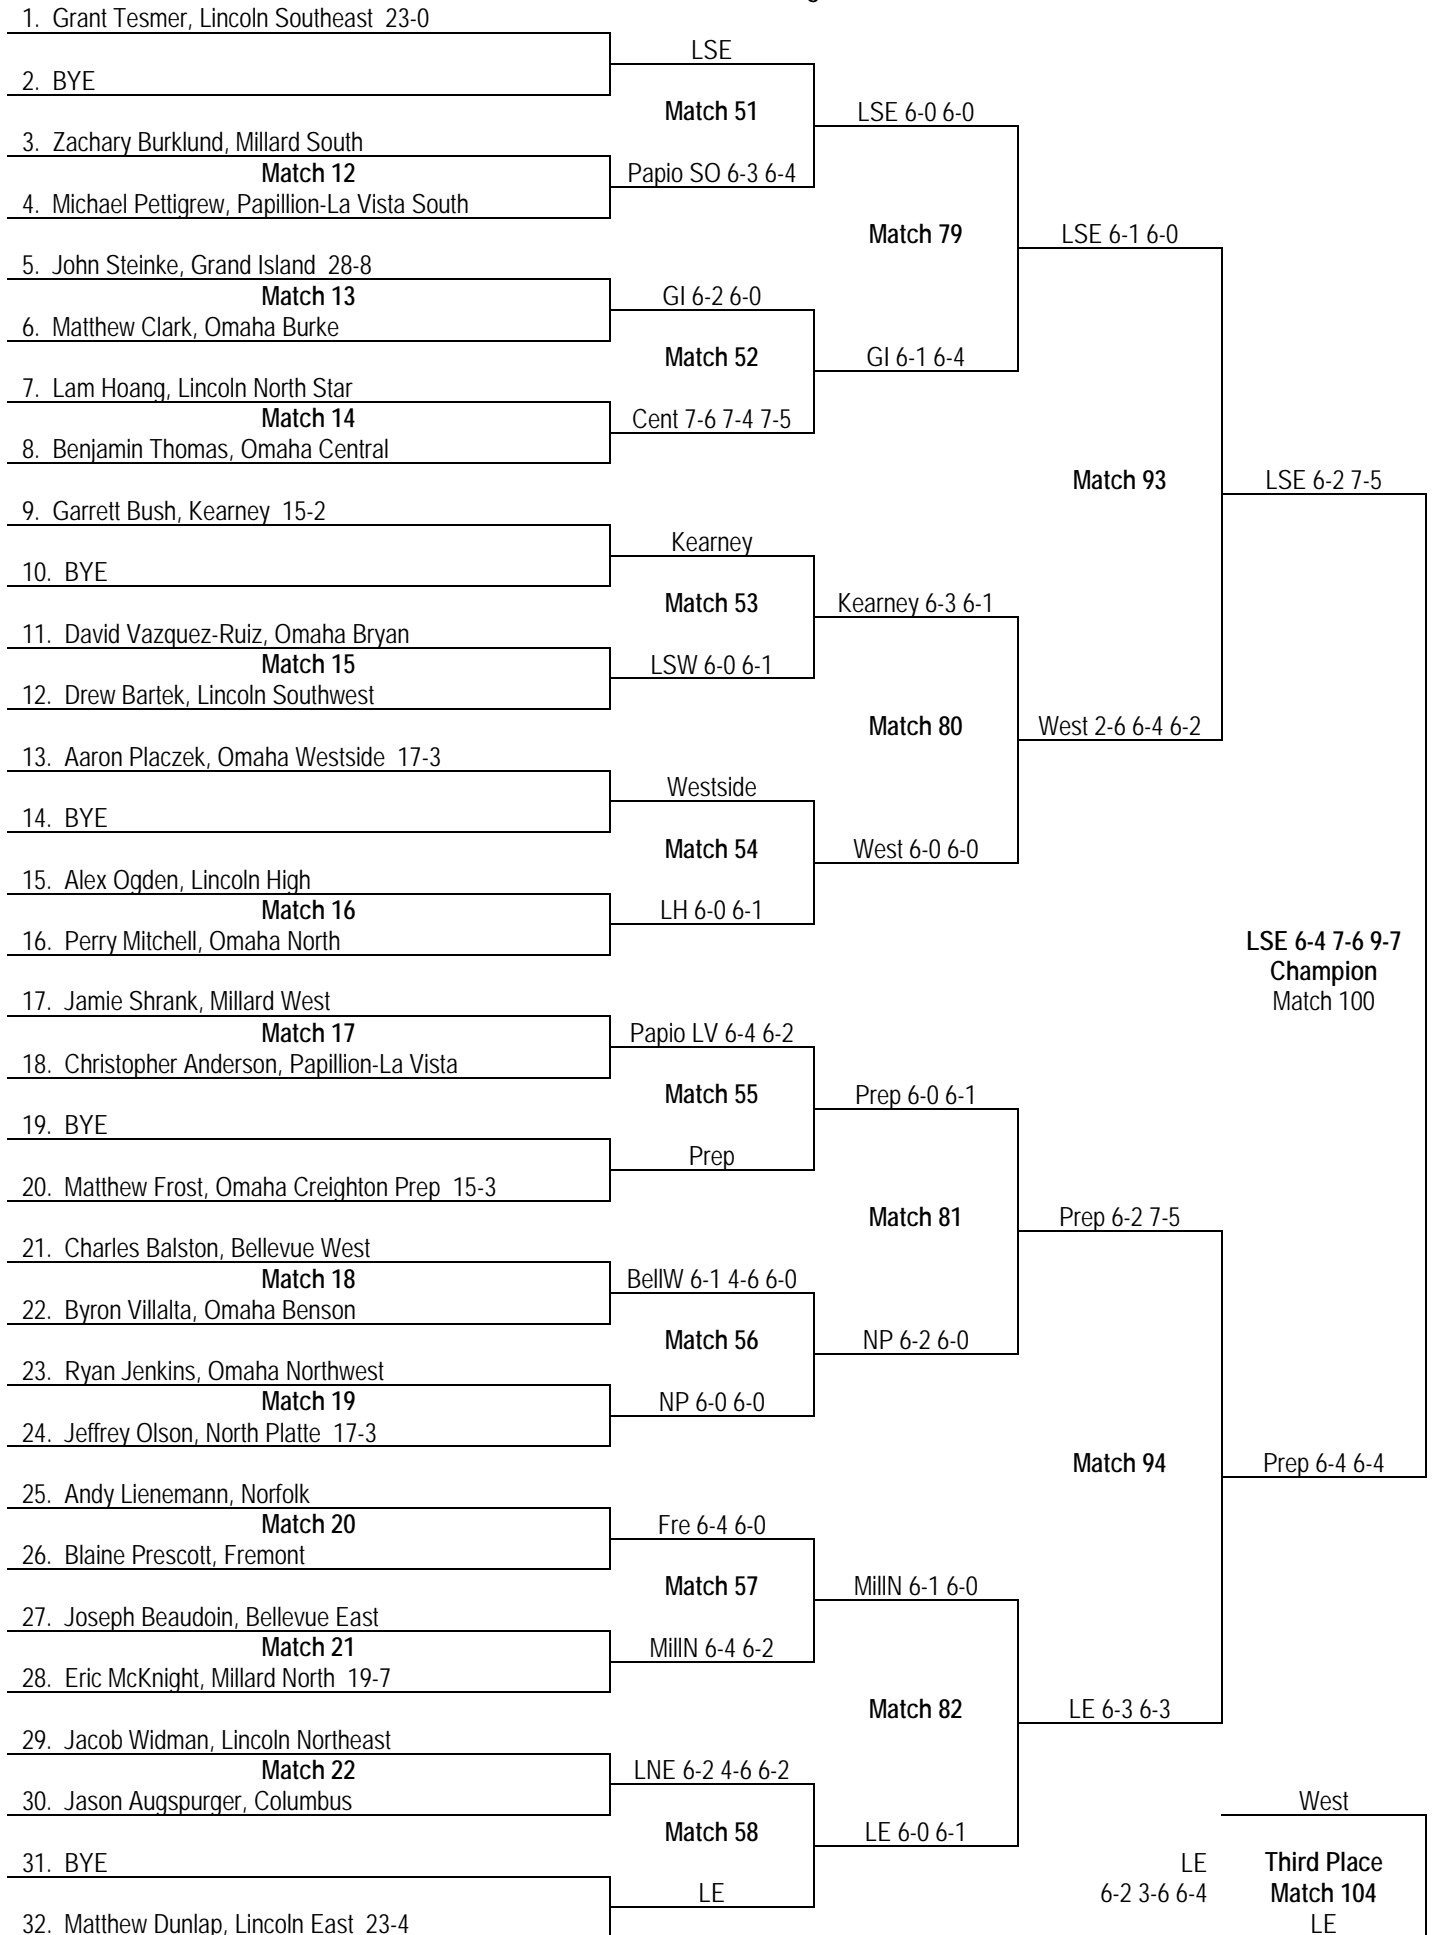 1. Grant Tesmer, Lincoln Southeast 23-0
LSE
2. BYE
Match 51
LSE 6-0 6-0
3. Zachary Burklund, Millard South
Match 12
Papio SO 6-3 6-4
4. Michael Pettigrew, Papillion-La Vista South
Match 79
LSE 6-1 6-0
5. John Steinke, Grand Island 28-8
Match 13
GI 6-2 6-0
6. Matthew Clark, Omaha Burke
Match 52
GI 6-1 6-4
7. Lam Hoang, Lincoln North Star
Match 14
Cent 7-6 7-4 7-5
8. Benjamin Thomas, Omaha Central
Match 93
LSE 6-2 7-5
9. Garrett Bush, Kearney 15-2
Kearney
10. BYE
Match 53
Kearney 6-3 6-1
11. David Vazquez-Ruiz, Omaha Bryan
Match 15
LSW 6-0 6-1
12. Drew Bartek, Lincoln Southwest
Match 80
West 2-6 6-4 6-2
13. Aaron Placzek, Omaha Westside 17-3
Westside
14. BYE
Match 54
West 6-0 6-0
15. Alex Ogden, Lincoln High
Match 16
LH 6-0 6-1
16. Perry Mitchell, Omaha North
LSE 6-4 7-6 9-7
Champion
Match 100
17. Jamie Shrank, Millard West
Match 17
Papio LV 6-4 6-2
18. Christopher Anderson, Papillion-La Vista
Match 55
Prep 6-0 6-1
19. BYE
Prep
20. Matthew Frost, Omaha Creighton Prep 15-3
Match 81
Prep 6-2 7-5
21. Charles Balston, Bellevue West
Match 18
BellW 6-1 4-6 6-0
22. Byron Villalta, Omaha Benson
Match 56
NP 6-2 6-0
23. Ryan Jenkins, Omaha Northwest
Match 19
NP 6-0 6-0
24. Jeffrey Olson, North Platte 17-3
Match 94
Prep 6-4 6-4
25. Andy Lienemann, Norfolk
Match 20
Fre 6-4 6-0
26. Blaine Prescott, Fremont
Match 57
MillN 6-1 6-0
27. Joseph Beaudoin, Bellevue East
Match 21
MillN 6-4 6-2
28. Eric McKnight, Millard North 19-7
Match 82
LE 6-3 6-3
29. Jacob Widman, Lincoln Northeast
Match 22
LNE 6-2 4-6 6-2
30. Jason Augspurger, Columbus
West
Match 58
LE 6-0 6-1
31. BYE
LE
Third Place
LE
6-2 3-6 6-4
Match 104
32. Matthew Dunlap, Lincoln East 23-4
LE